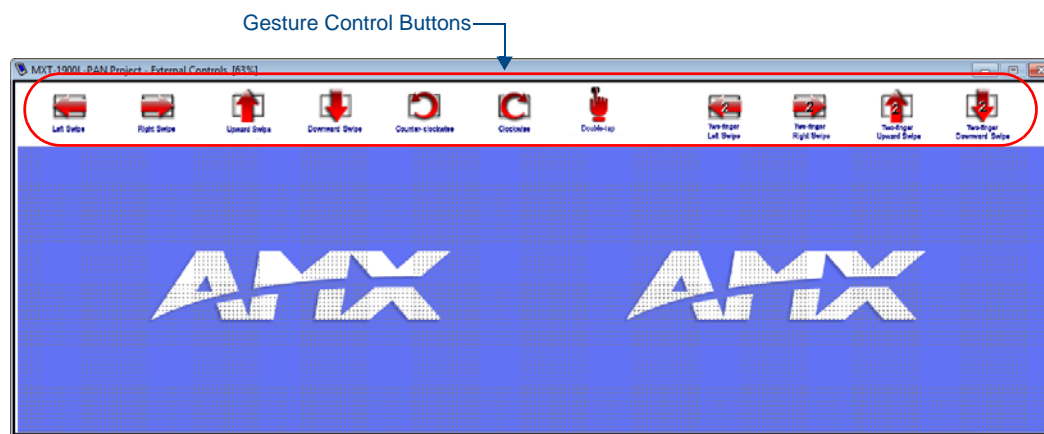 Gesture Control Buttons
MXT-1900L-PAN Project - External Controls [63%]
Left Swipe
Right Swipe
Upward Swipe
Downward Swipe
Counter-clockwise
Clockwise
Double-tap
2
Two-finger
Left Swipe
2
Two-finger
Right Swipe
2
Two-finger
Upward Swipe
2
Two-finger
Downward Swipe
AMX
AMX